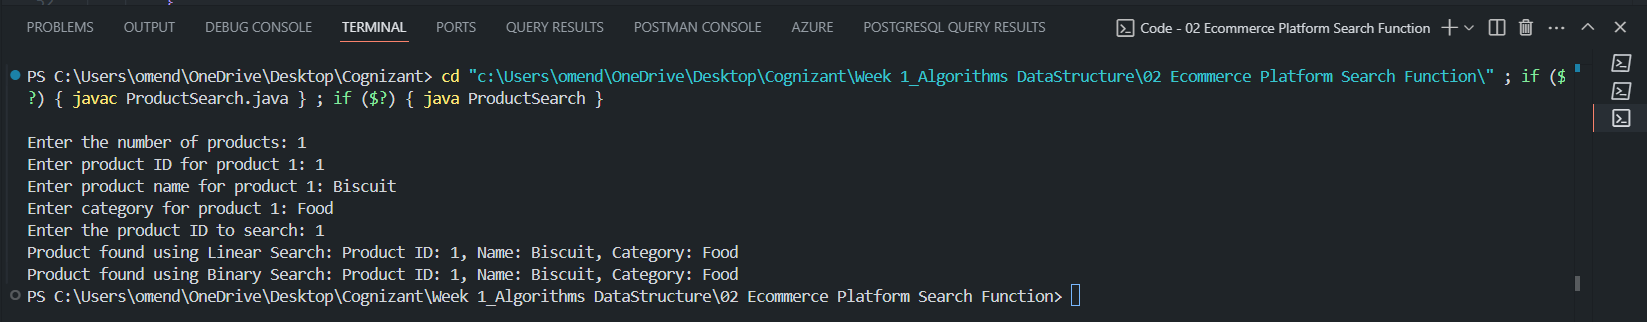 PROBLEMS OUTPUT DEBUG CONSOLE TERMINAL PORTS QUERY RESULTS POSTMAN CONSOLE AZURE POSTGRESQL QUERY RESULTS Code - 02 Ecommerce Platform Search Function
PS C:\Users\omend\OneDrive\Desktop\Cognizant> cd "c:\Users\omend\OneDrive\Desktop\Cognizant\Week 1_Algorithms DataStructure\02 Ecommerce Platform Search Function\" ; if ($
?) { javac ProductSearch.java } ; if ($?) { java ProductSearch }
Enter the number of products: 1
Enter product ID for product 1: 1
Enter product name for product 1: Biscuit
Enter category for product 1: Food
Enter the product ID to search: 1
Product found using Linear Search: Product ID: 1, Name: Biscuit, Category: Food
Product found using Binary Search: Product ID: 1, Name: Biscuit, Category: Food
PS C:\Users\omend\OneDrive\Desktop\Cognizant\Week 1_Algorithms DataStructure\02 Ecommerce Platform Search Function>